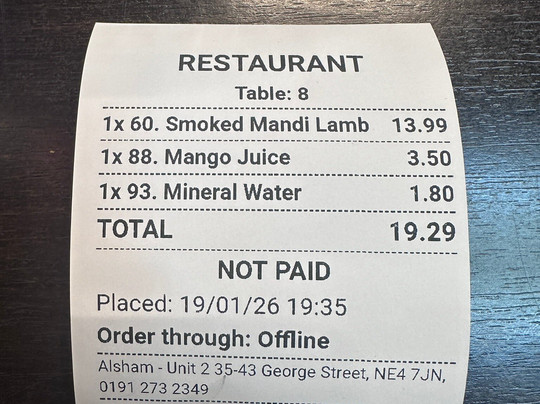 RESTAURANT
Table: 8
1x 60. Smoked Mandi Lamb 13.99
1x 88. Mango Juice 3.50
1x 93. Mineral Water 1.80
TOTAL 19.29
NOT PAID
Placed: 19/01/26 19:35
Order through: Offline
Alsham - Unit 2 35-43 George Street, NE4 7JN,
0191 273 2349